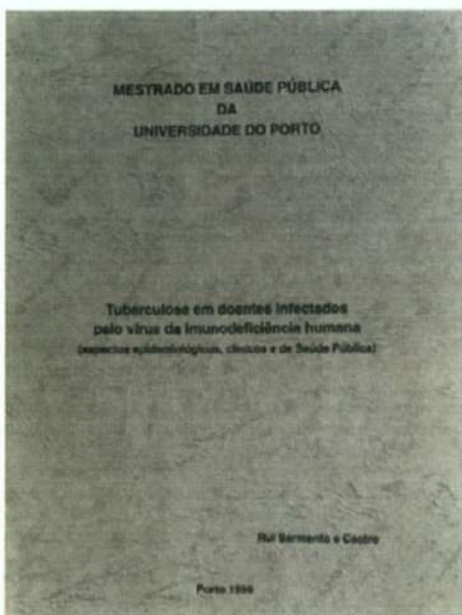 MESTRADO EM SAÚDE PÚBLICA
DA
UNIVERSIDADE DO PORTO
Tuberculose em doentes infectados
pelo vírus da imunodeficiência humana
(aspectos epidemiológicos, clínicos e de Saúde Pública)
Rui Sarmento e Castro
Porto